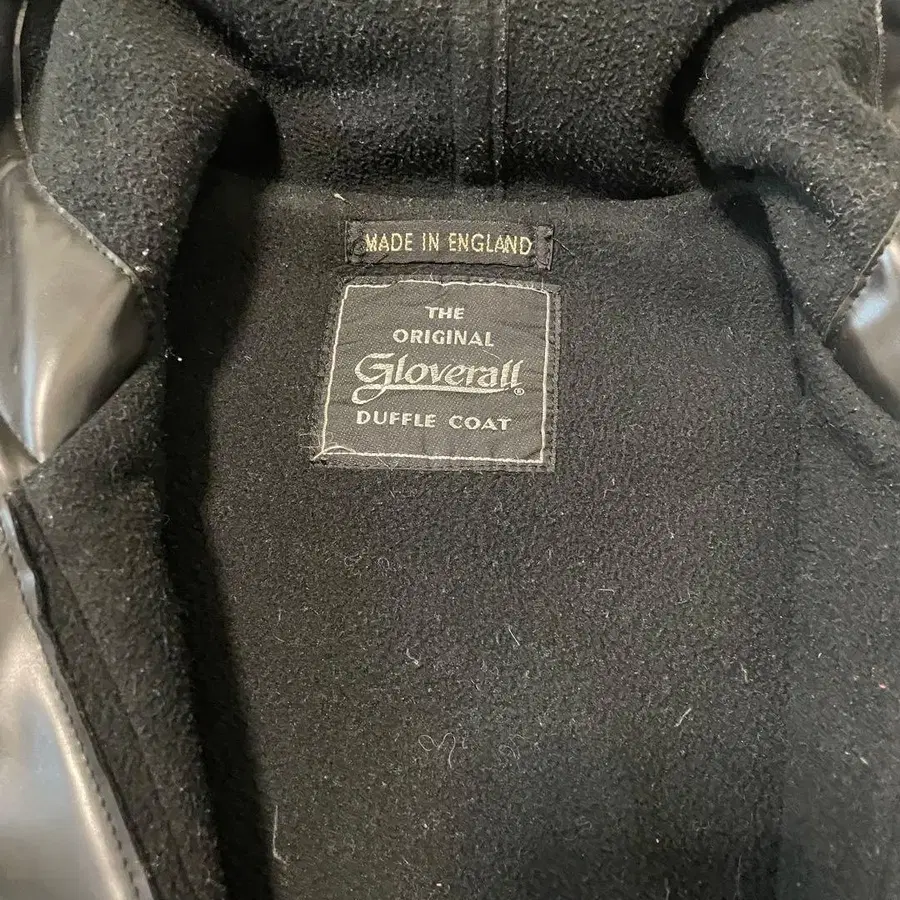 MADE IN ENGLAND
THE
ORIGINAL
Gloverall®
DUFFLE COAT